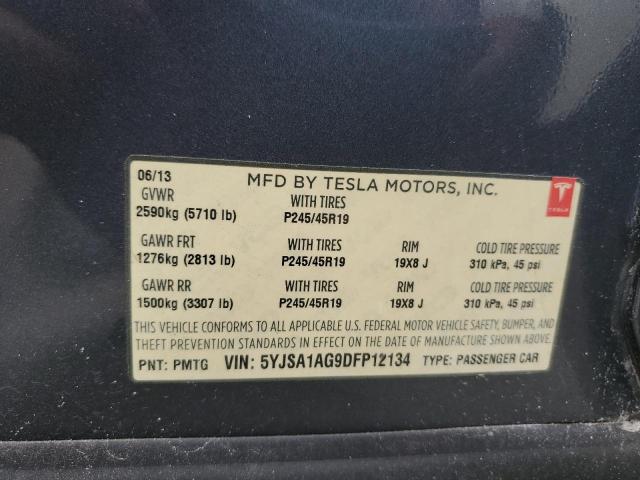 06/13 MFD BY TESLA MOTORS, INC.
GVWR WITH TIRES
2590kg (5710 lb) P245/45R19
TESLA
GAWR FRT WITH TIRES RIM COLD TIRE PRESSURE
1276kg (2813 lb) P245/45R19 19X8 J 310 kPa, 45 psi
GAWR RR WITH TIRES RIM COLD TIRE PRESSURE
1500kg (3307 lb) P245/45R19 19X8 J 310 kPa, 45 psi
THIS VEHICLE CONFORMS TO ALL APPLICABLE U.S. FEDERAL MOTOR VEHICLE SAFETY, BUMPER, AND
THEFT PREVENTION STANDARDS IN EFFECT ON THE DATE OF MANUFACTURE SHOWN ABOVE.
PNT: PMTG VIN: 5YJSA1AG9DFP12134 TYPE: PASSENGER CAR